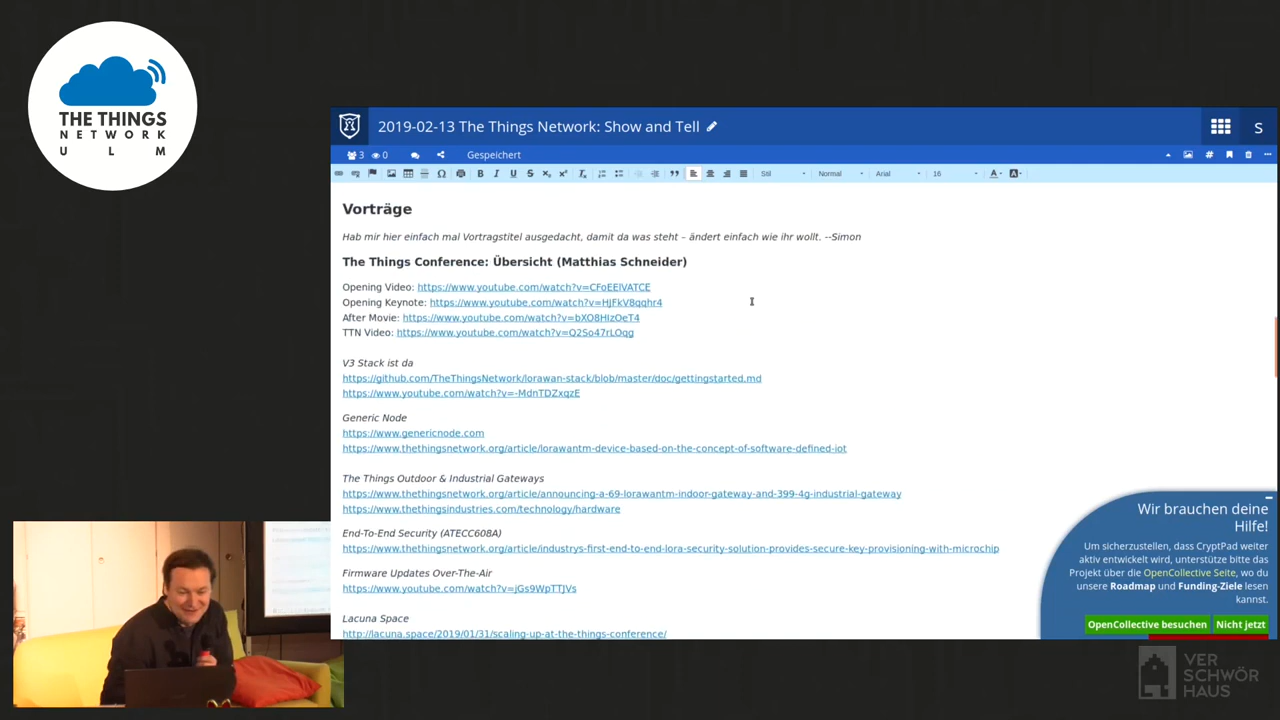 THE THINGS
NETWORK
ULM
2019-02-13 The Things Network: Show and Tell
S
3 0 Gespeichert
Stil Normal Arial 16
Vorträge
Hab mir hier einfach mal Vortragstitel ausgedacht, damit da was steht – ändert einfach wie ihr wollt. --Simon
The Things Conference: Übersicht (Matthias Schneider)
Opening Video: https://www.youtube.com/watch?v=CFoEEIVATCE
Opening Keynote: https://www.youtube.com/watch?v=HJFkV8qqhr4
After Movie: https://www.youtube.com/watch?v=bXO8HIzOeT4
TTN Video: https://www.youtube.com/watch?v=Q2So47rLOqg
V3 Stack ist da
https://github.com/TheThingsNetwork/lorawan-stack/blob/master/doc/gettingstarted.md
https://www.youtube.com/watch?v=-MdnTDZxqzE
Generic Node
https://www.genericnode.com
https://www.thethingsnetwork.org/article/lorawantm-device-based-on-the-concept-of-software-defined-iot
The Things Outdoor & Industrial Gateways
https://www.thethingsnetwork.org/article/announcing-a-69-lorawantm-indoor-gateway-and-399-4g-industrial-gateway
https://www.thethingsindustries.com/technology/hardware
End-To-End Security (ATECC608A)
https://www.thethingsnetwork.org/article/industrys-first-end-to-end-lora-security-solution-provides-secure-key-provisioning-with-microchip
Firmware Updates Over-The-Air
https://www.youtube.com/watch?v=jGs9WpTTJVs
Lacuna Space
http://lacuna.space/2019/01/31/scaling-up-at-the-things-conference/
Wir brauchen deine
Hilfe!
Um sicherzustellen, dass CryptPad weiter
aktiv entwickelt wird, unterstütze bitte das
Projekt über die OpenCollective Seite, wo du
unsere Roadmap und Funding-Ziele lesen
kannst.
OpenCollective besuchen Nicht jetzt
VER
SCHWÖR
HAUS